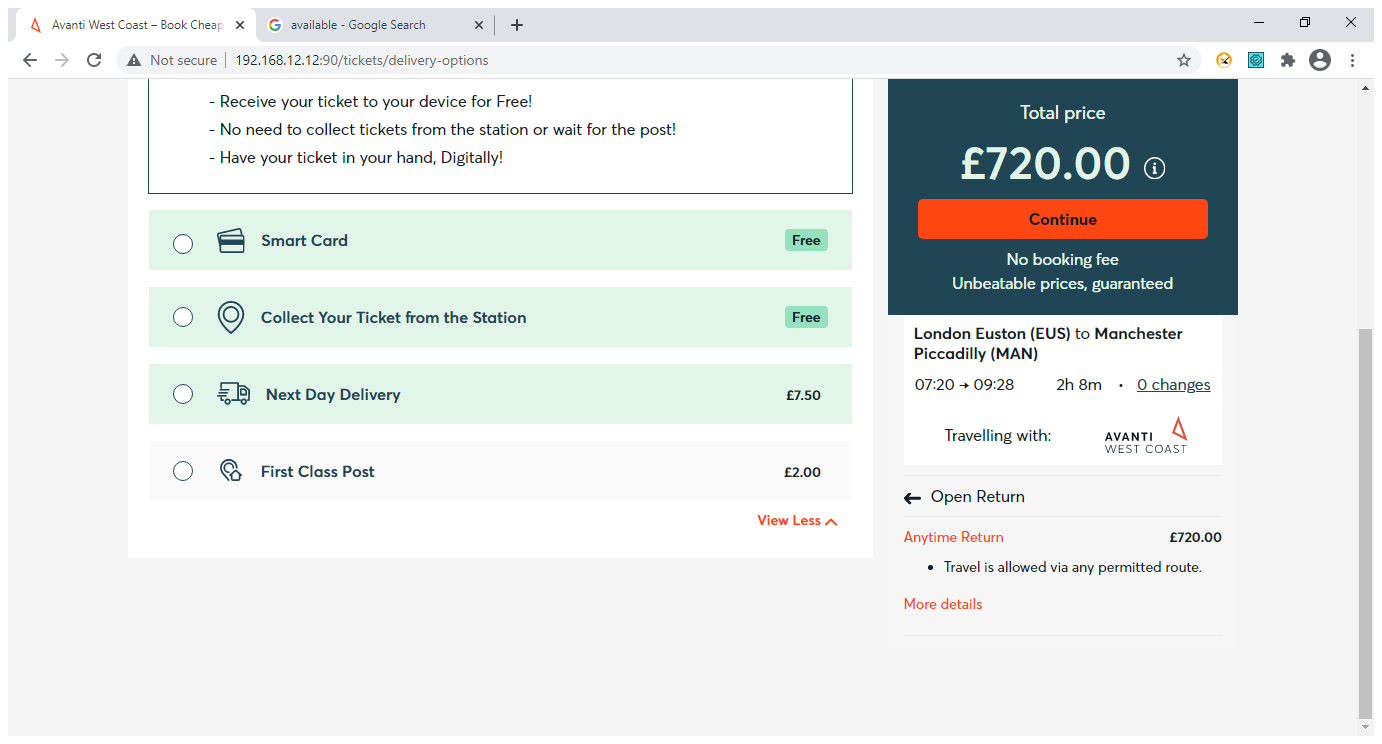 Avanti West Coast – Book Cheap
available - Google Search
Not secure
192.168.12.12:90/tickets/delivery-options
- Receive your ticket to your device for Free!
- No need to collect tickets from the station or wait for the post!
- Have your ticket in your hand, Digitally!
Smart Card Free
Collect Your Ticket from the Station Free
Next Day Delivery £7.50
First Class Post £2.00
View Less
Total price
£720.00
Continue
No booking fee
Unbeatable prices, guaranteed
London Euston (EUS) to Manchester
Piccadilly (MAN)
07:20 → 09:28 2h 8m • 0 changes
Travelling with: AVANTI
WEST COAST
← Open Return
Anytime Return £720.00
• Travel is allowed via any permitted route.
More details